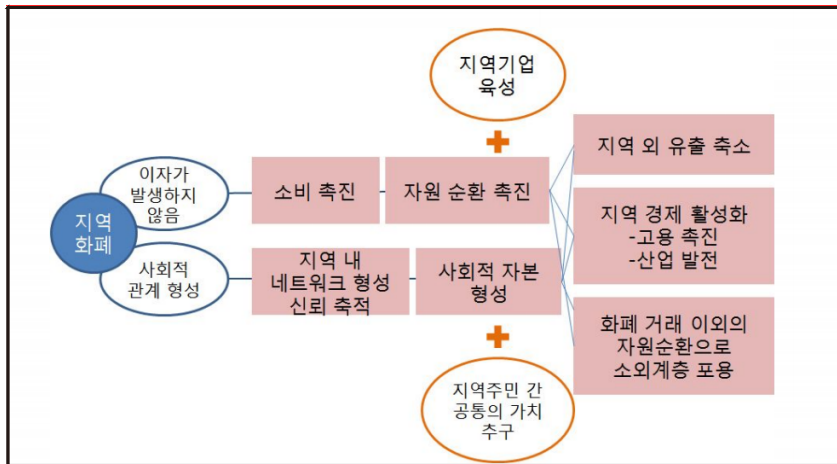 지역기업
육성
이자가
발생하지
않음
소비 촉진
자원 순환 촉진
지역 외 유출 축소
지역
화폐
지역 경제 활성화
-고용 촉진
-산업 발전
사회적
관계 형성
지역 내
네트워크 형성
신뢰 축적
사회적 자본
형성
화폐 거래 이외의
자원순환으로
소외계층 포용
지역주민 간
공통의 가치
추구